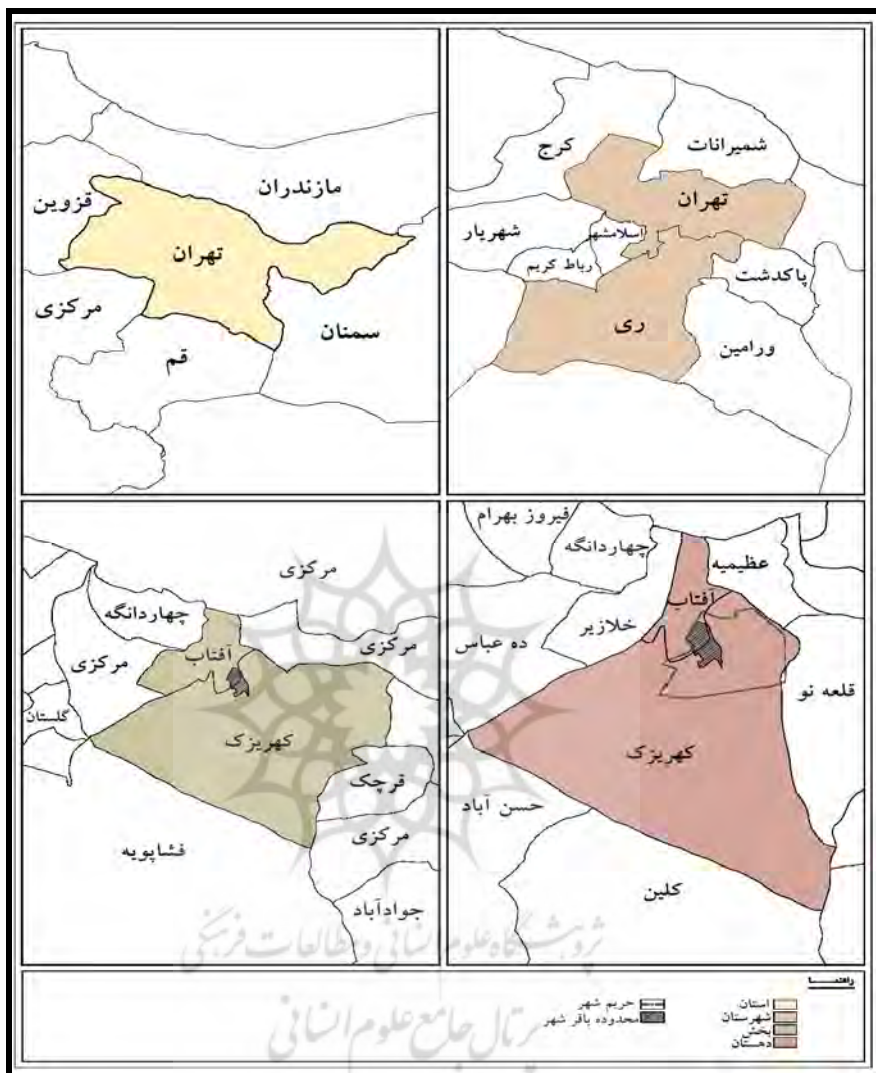 مازندران
قزوین
تهران
مرکزی
سمنان
قم
شمیرانات
کرج
تهران
اسلامشهر
شهریار
رباط کریم
پاکدشت
ری
ورامین
مرکزی
چهاردانگه
مرکزی
آفتاب
مرکزی
گلستان
کهریزک
قرچک
مرکزی
فشاپویه
جوادآباد
فیروز بهرام
چهاردانگه
عظیمیه
آفتاب
خلازیر
ده عباس
قلعه نو
کهریزک
حسن آباد
کلین
پژوهشگاه علوم انسانی و مطالعات فرهنگی
پرتال جامع علوم انسانی
راهنما
استان
شهرستان
بخش
دهستان
حریم شهر
محدوده باقر شهر